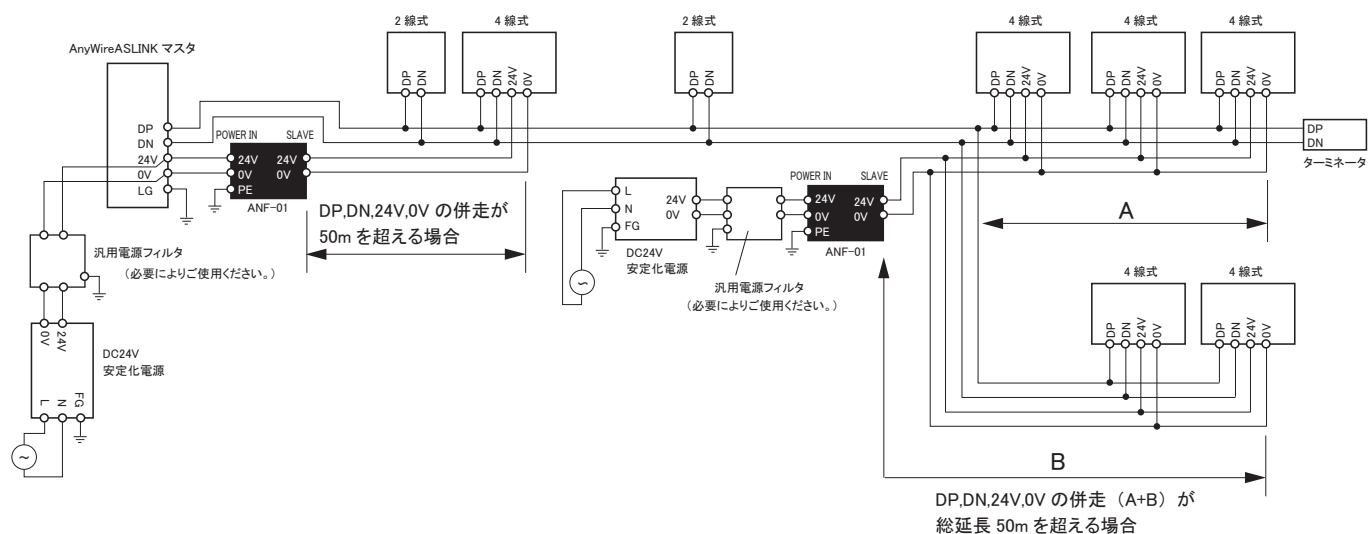 2 線式
4 線式
2 線式
4 線式
4 線式
4 線式
AnyWireASLINK マスタ
DP
DN
DP
DN
24V
0V
DP
DN
DP
DN
24V
0V
DP
DN
24V
0V
DP
DN
24V
0V
DP
DN
24V
0V
LG
POWER IN
SLAVE
24V
0V
PE
24V
0V
ANF-01
DP
DN
ターミネータ
DP,DN,24V,0V の併走が
50m を超える場合
L
N
FG
24V
0V
DC24V
安定化電源
汎用電源フィルタ
（必要によりご使用ください。）
POWER IN
SLAVE
24V
0V
PE
24V
0V
ANF-01
A
汎用電源フィルタ
（必要によりご使用ください。）
0V
24V
DC24V
安定化電源
L
N
FG
~
~
4 線式
4 線式
DP
DN
24V
0V
DP
DN
24V
0V
B
DP,DN,24V,0V の併走（A+B）が
総延長 50m を超える場合